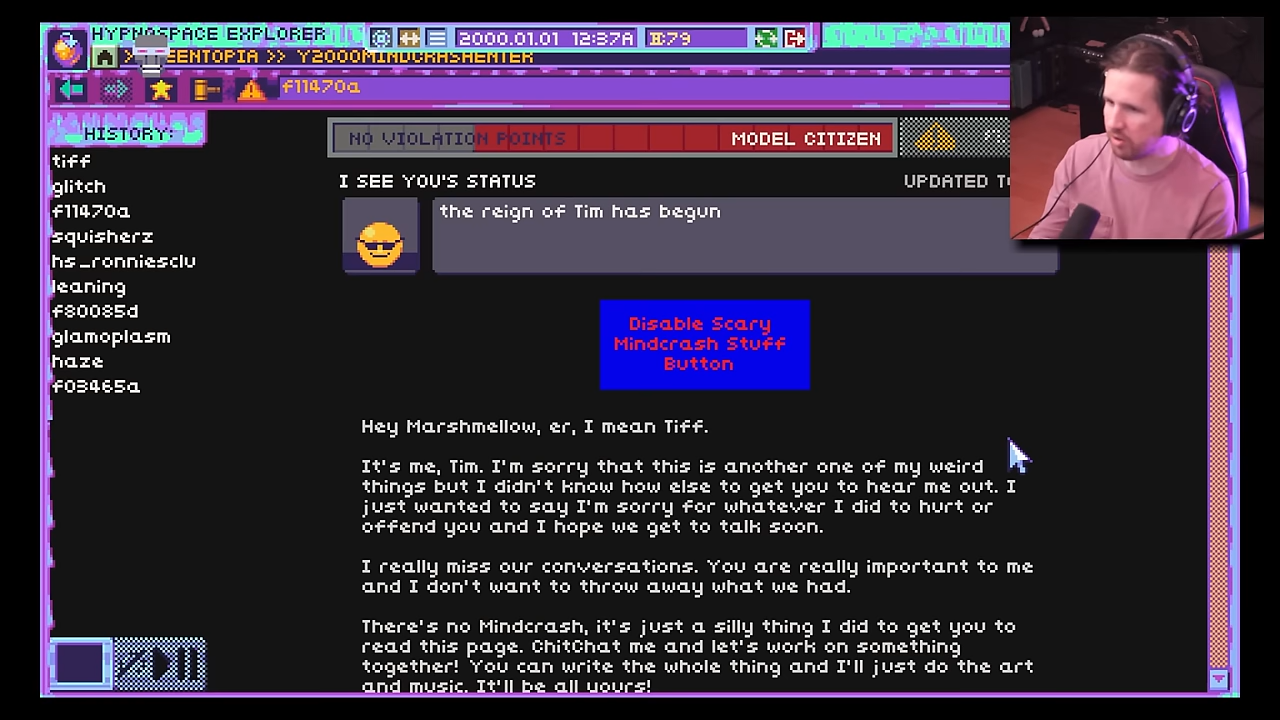 HYPNOSPACE EXPLORER
2000.01.01 12:37A
79
EENTOPIA >> Y2000MINDCRASHENTER
f11470a
HISTORY:
tiff
glitch
f11470a
squisherz
hs_ronniesclu
leaning
f80085d
glamoplasm
haze
f03465a
NO VIOLATION POINTS
MODEL CITIZEN
I SEE YOU'S STATUS
UPDATED
the reign of Tim has begun
Disable Scary
Mindcrash Stuff
Button
Hey Marshmellow, er, I mean Tiff.
It's me, Tim. I'm sorry that this is another one of my weird
things but I didn't know how else to get you to hear me out. I
just wanted to say I'm sorry for whatever I did to hurt or
offend you and I hope we get to talk soon.
I really miss our conversations. You are really important to me
and I don't want to throw away what we had.
There's no Mindcrash, it's just a silly thing I did to get you to
read this page. ChitChat me and let's work on something
together! You can write the whole thing and I'll just do the art
and music. It'll be all yours!